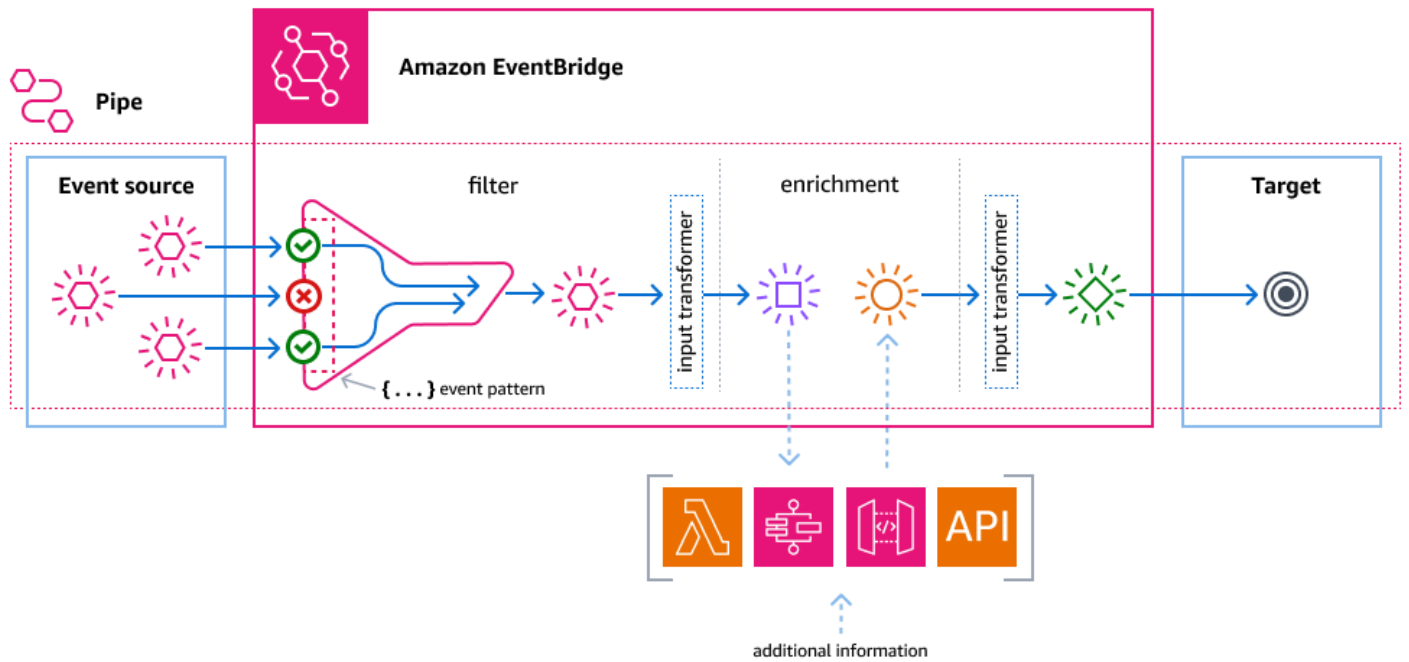 Amazon EventBridge
Pipe
Event source
filter
enrichment
Target
input transformer
input transformer
{...} event pattern
</>
API
additional information